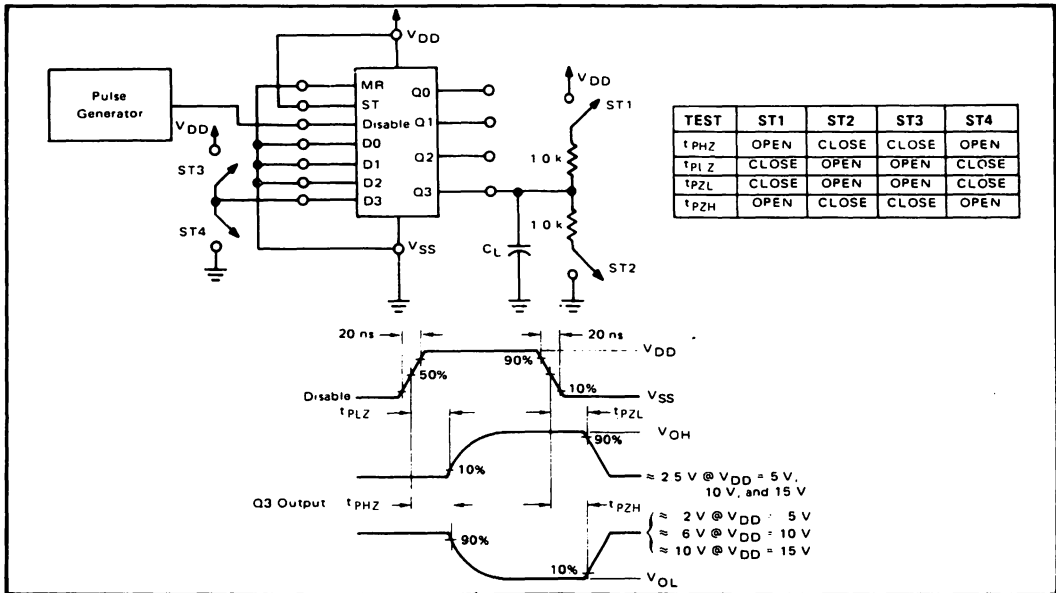 VDD
Pulse
Generator
VDD
ST3
ST4
MR
ST
Disable
D0
D1
D2
D3
Q0
Q1
Q2
Q3
VSS
CL
VDD
ST1
1 0 k
1 0 k
ST2
TEST ST1 ST2 ST3 ST4
tPHZ OPEN CLOSE CLOSE OPEN
tPLZ CLOSE OPEN OPEN CLOSE
tPZL CLOSE OPEN OPEN CLOSE
tPZH OPEN CLOSE CLOSE OPEN
20 ns
20 ns
VDD
90%
50%
10%
Disable
VSS
tPLZ
tPZL
VOH
90%
10%
≈ 2 5 V @ VDD = 5 V,
10 V, and 15 V
Q3 Output
tPHZ
tPZH
≈ 2 V @ VDD 5 V
≈ 6 V @ VDD = 10 V
≈ 10 V @ VDD = 15 V
90%
10%
VOL